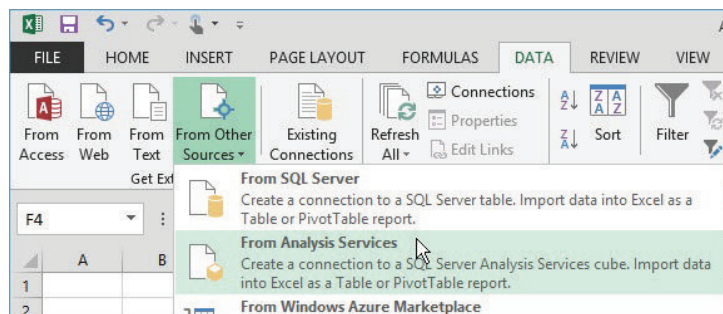 FILE HOME INSERT PAGE LAYOUT FORMULAS DATA REVIEW VIEW
From Access
From Web
From Text
From Other Sources
Existing Connections
Refresh All
Connections
Properties
Edit Links
Sort
Filter
From SQL Server
Create a connection to a SQL Server table. Import data into Excel as a
Table or PivotTable report.
F4
From Analysis Services
Create a connection to a SQL Server Analysis Services cube. Import data
into Excel as a Table or PivotTable report.
A B
1
2
From Windows Azure Marketplace